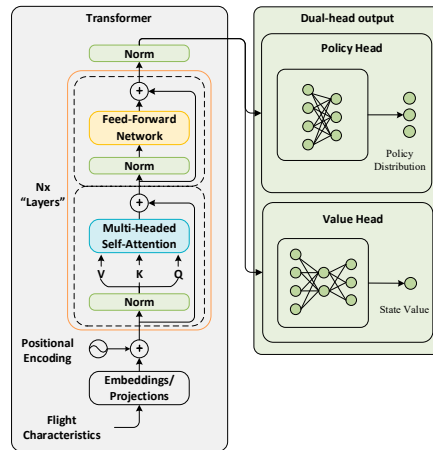 Transformer
Norm
+
Feed-Forward
Network
Norm
Nx
"Layers"
+
Multi-Headed
Self-Attention
V K Q
Norm
Positional
Encoding
+
Embeddings/
Projections
Flight
Characteristics
Dual-head output
Policy Head
Policy
Distribution
Value Head
State Value